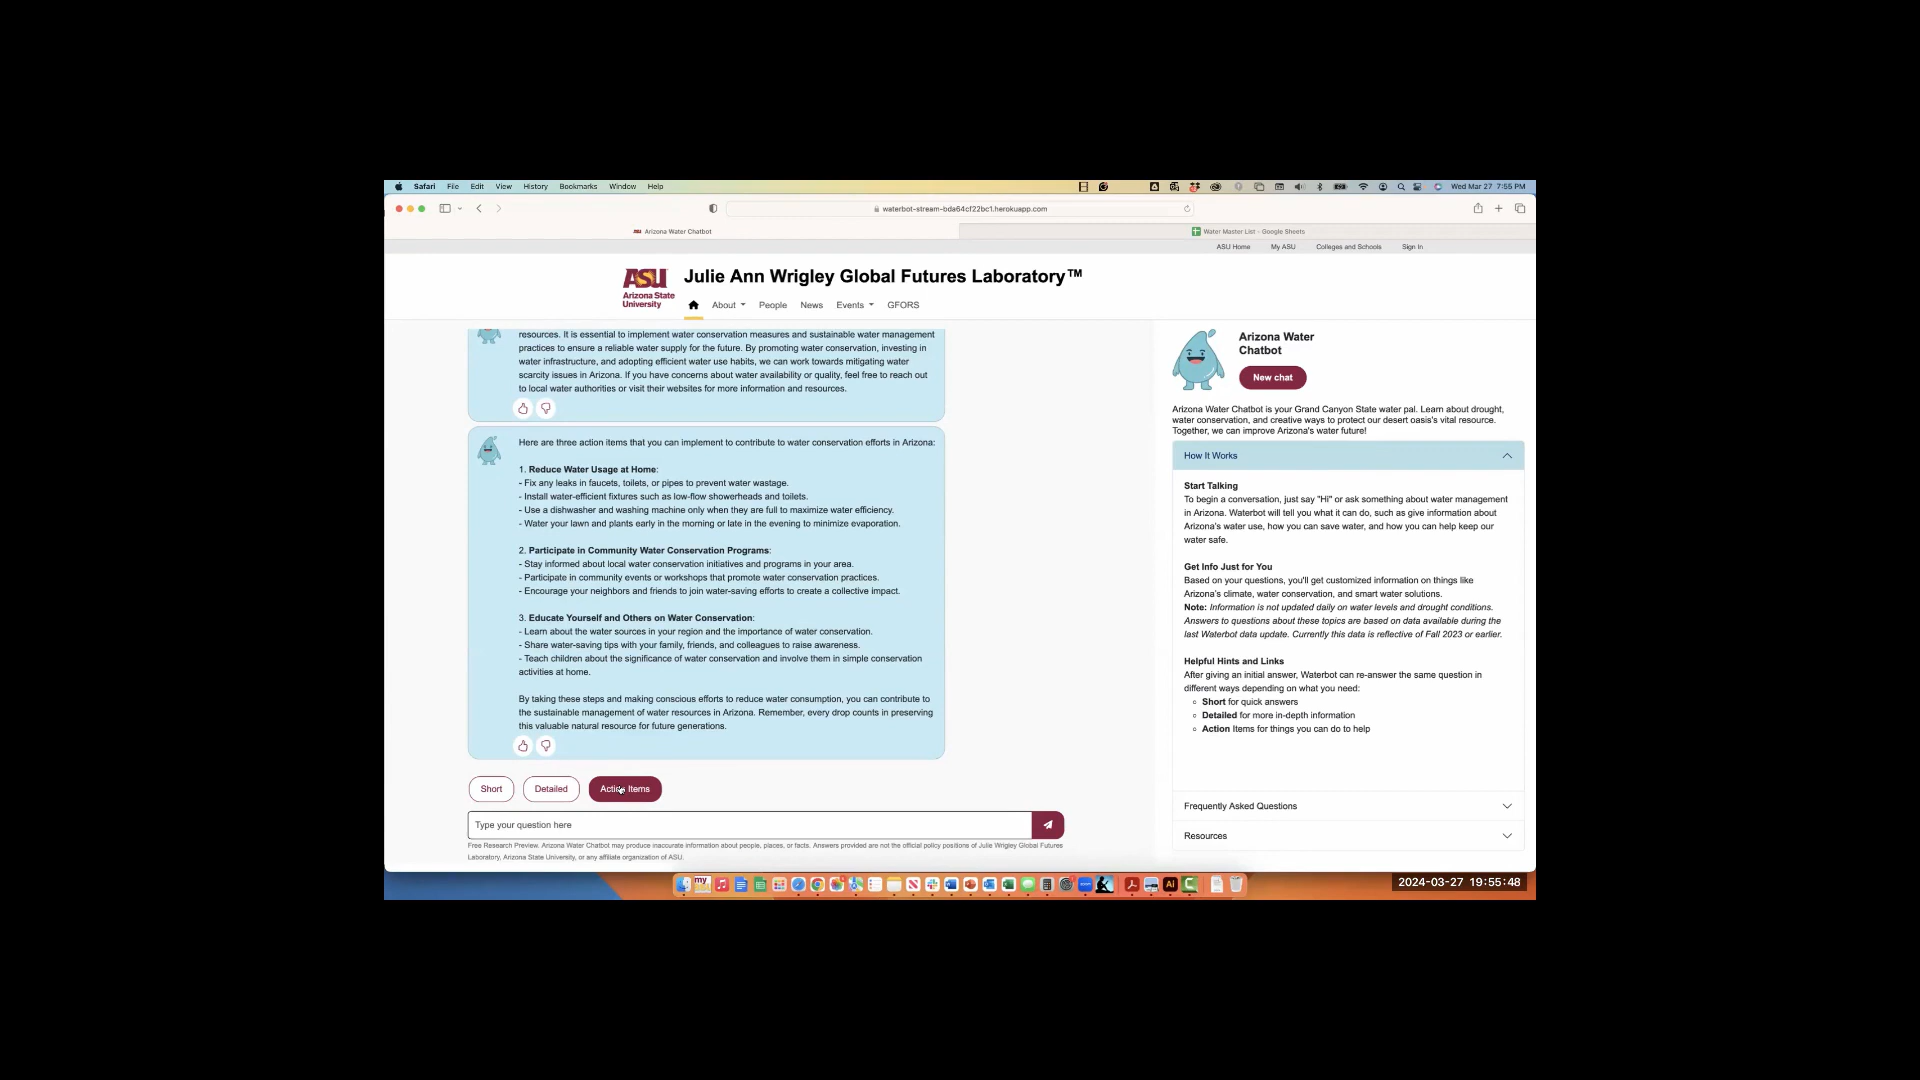 Safari File Edit View History Bookmarks Window Help
Wed Mar 27 7:55 PM
waterbot-stream-bda64cf22bc1.herokuapp.com
Arizona Water Chatbot
Water Master List - Google Sheets
ASU Home My ASU Colleges and Schools Sign In
ASU
Arizona State
University
Julie Ann Wrigley Global Futures Laboratory™
About People News Events GFORS
resources. It is essential to implement water conservation measures and sustainable water management
practices to ensure a reliable water supply for the future. By promoting water conservation, investing in
water infrastructure, and adopting efficient water use habits, we can work towards mitigating water
scarcity issues in Arizona. If you have concerns about water availability or quality, feel free to reach out
to local water authorities or visit their websites for more information and resources.
Here are three action items that you can implement to contribute to water conservation efforts in Arizona:
1. Reduce Water Usage at Home:
- Fix any leaks in faucets, toilets, or pipes to prevent water wastage.
- Install water-efficient fixtures such as low-flow showerheads and toilets.
- Use a dishwasher and washing machine only when they are full to maximize water efficiency.
- Water your lawn and plants early in the morning or late in the evening to minimize evaporation.
2. Participate in Community Water Conservation Programs:
- Stay informed about local water conservation initiatives and programs in your area.
- Participate in community events or workshops that promote water conservation practices.
- Encourage your neighbors and friends to join water-saving efforts to create a collective impact.
3. Educate Yourself and Others on Water Conservation:
- Learn about the water sources in your region and the importance of water conservation.
- Share water-saving tips with your family, friends, and colleagues to raise awareness.
- Teach children about the significance of water conservation and involve them in simple conservation
activities at home.
By taking these steps and making conscious efforts to reduce water consumption, you can contribute to
the sustainable management of water resources in Arizona. Remember, every drop counts in preserving
this valuable natural resource for future generations.
Short Detailed Action Items
Type your question here
Free Research Preview. Arizona Water Chatbot may produce inaccurate information about people, places, or facts. Answers provided are not the official policy positions of Julie Wrigley Global Futures
Laboratory, Arizona State University, or any affiliate organization of ASU.
Arizona Water
Chatbot
New chat
Arizona Water Chatbot is your Grand Canyon State water pal. Learn about drought,
water conservation, and creative ways to protect our desert oasis's vital resource.
Together, we can improve Arizona's water future!
How It Works
Start Talking
To begin a conversation, just say "Hi" or ask something about water management
in Arizona. Waterbot will tell you what it can do, such as give information about
Arizona's water use, how you can save water, and how you can help keep our
water safe.
Get Info Just for You
Based on your questions, you'll get customized information on things like
Arizona's climate, water conservation, and smart water solutions.
Note: Information is not updated daily on water levels and drought conditions.
Answers to questions about these topics are based on data available during the
last Waterbot data update. Currently this data is reflective of Fall 2023 or earlier.
Helpful Hints and Links
After giving an initial answer, Waterbot can re-answer the same question in
different ways depending on what you need:
Short for quick answers
Detailed for more in-depth information
Action Items for things you can do to help
Frequently Asked Questions
Resources
my
Ai
2024-03-27 19:55:48